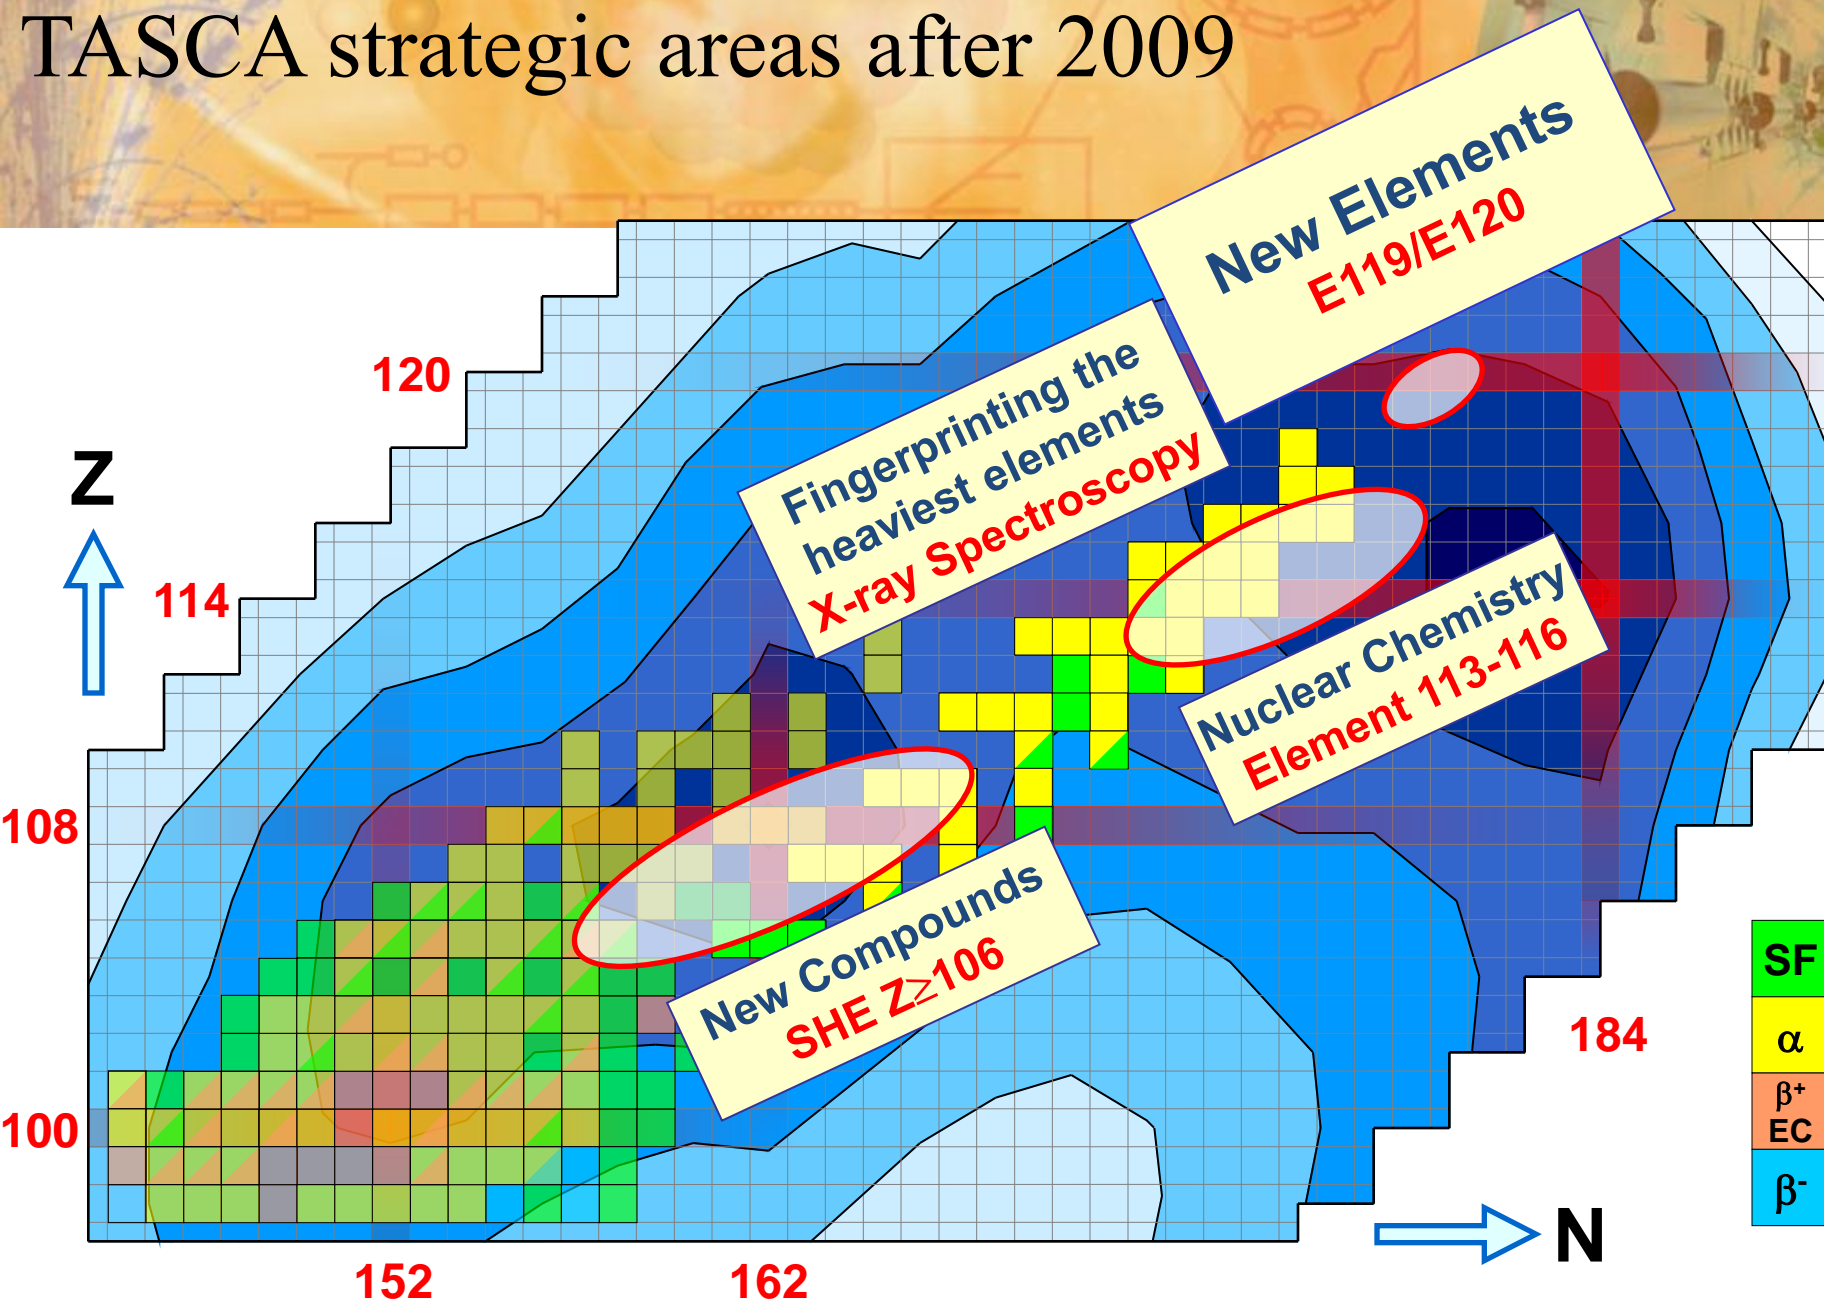 TASCA strategic areas after 2009
New Elements
E119/E120
Fingerprinting the
heaviest elements
X-ray Spectroscopy
Nuclear Chemistry
Element 113-116
New Compounds
SHE Z≥106
Z
120
114
108
100
152
162
184
N
SF
α
β⁺
EC
β⁻